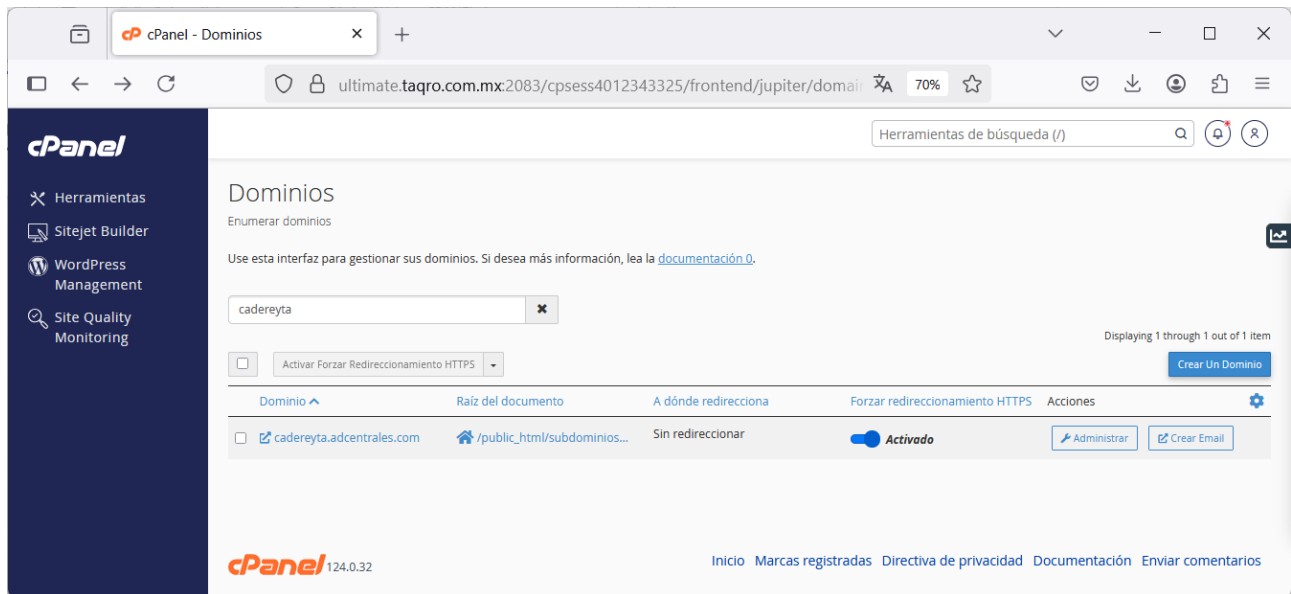 cPanel - Dominios
ultimate.taqro.com.mx:2083/cpsess4012343325/frontend/jupiter/domai
70%
cPanel
Herramientas de búsqueda (/)
Herramientas
Sitejet Builder
WordPress
Management
Site Quality
Monitoring
Dominios
Enumerar dominios
Use esta interfaz para gestionar sus dominios. Si desea más información, lea la documentación 0.
cadereyta
Displaying 1 through 1 out of 1 item
Activar Forzar Redireccionamiento HTTPS
Crear Un Dominio
Dominio Raíz del documento A dónde redirecciona Forzar redireccionamiento HTTPS Acciones
cadereyta.adcentrales.com /public_html/subdominios... Sin redireccionar Activado Administrar Crear Email
cPanel 124.0.32
Inicio Marcas registradas Directiva de privacidad Documentación Enviar comentarios